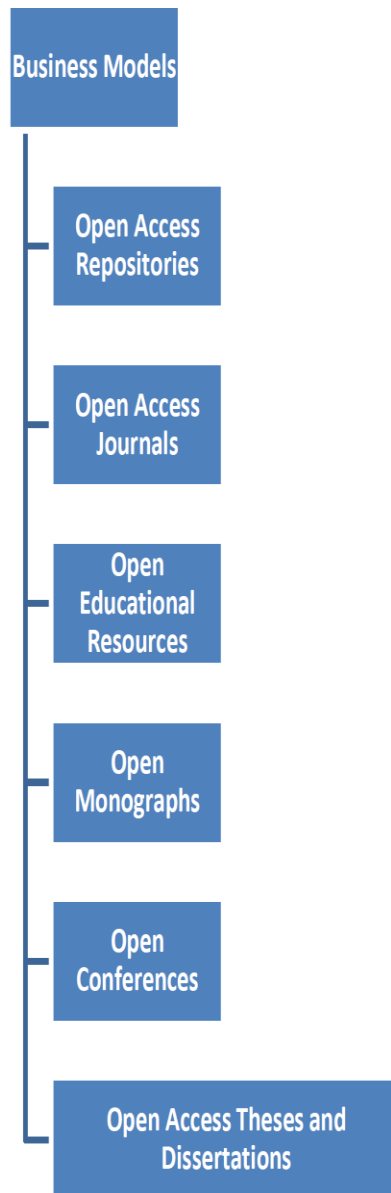 Business Models
Open Access
Repositories
Open Access
Journals
Open
Educational
Resources
Open
Monographs
Open
Conferences
Open Access Theses and
Dissertations